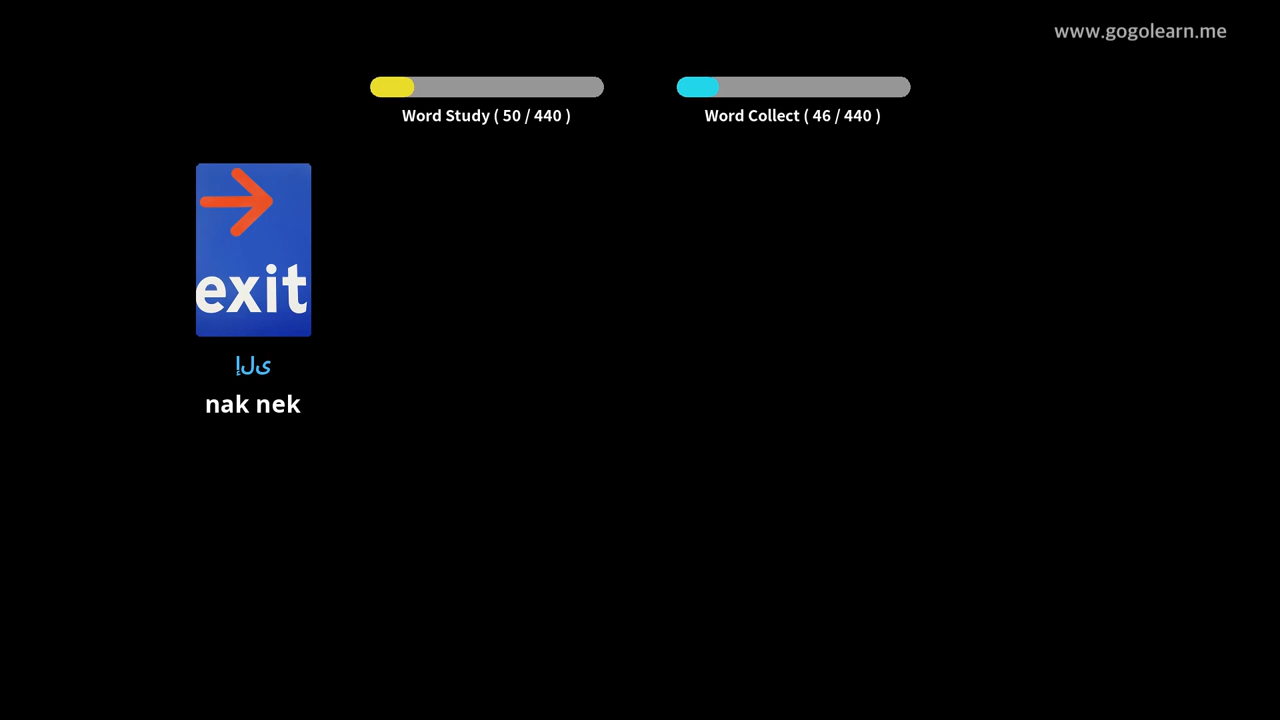 www.gogolearn.me
Word Study ( 50 / 440 )
Word Collect ( 46 / 440 )
exit
إلى
nak nek